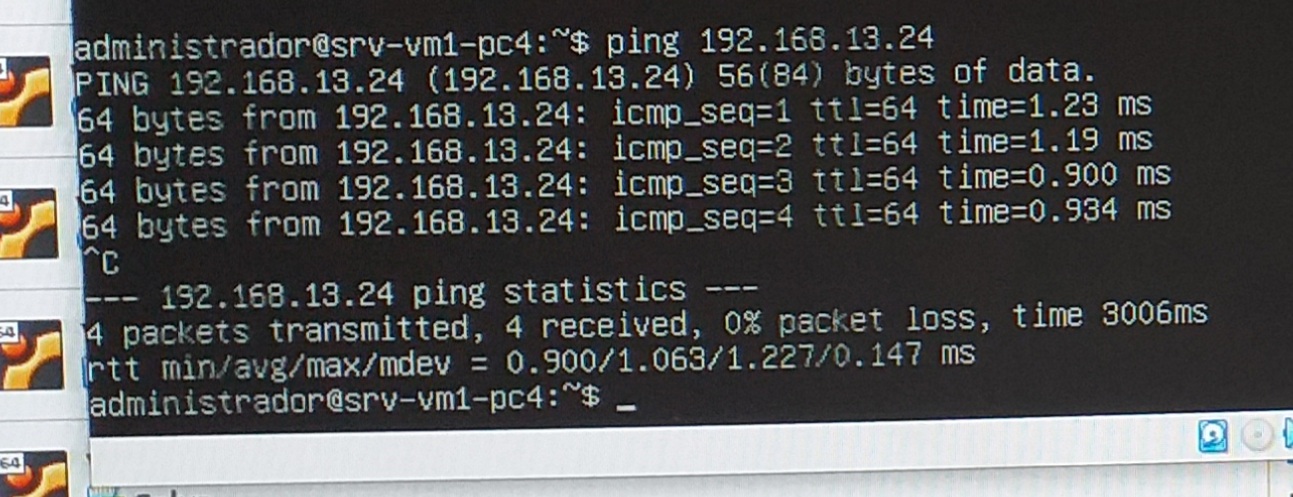 administrador@srv-vm1-pc4:~$ ping 192.168.13.24
PING 192.168.13.24 (192.168.13.24) 56(84) bytes of data.
64 bytes from 192.168.13.24: icmp_seq=1 ttl=64 time=1.23 ms
64 bytes from 192.168.13.24: icmp_seq=2 ttl=64 time=1.19 ms
64 bytes from 192.168.13.24: icmp_seq=3 ttl=64 time=0.900 ms
64 bytes from 192.168.13.24: icmp_seq=4 ttl=64 time=0.934 ms
^C
--- 192.168.13.24 ping statistics ---
4 packets transmitted, 4 received, 0% packet loss, time 3006ms
rtt min/avg/max/mdev = 0.900/1.063/1.227/0.147 ms
administrador@srv-vm1-pc4:~$ _
64